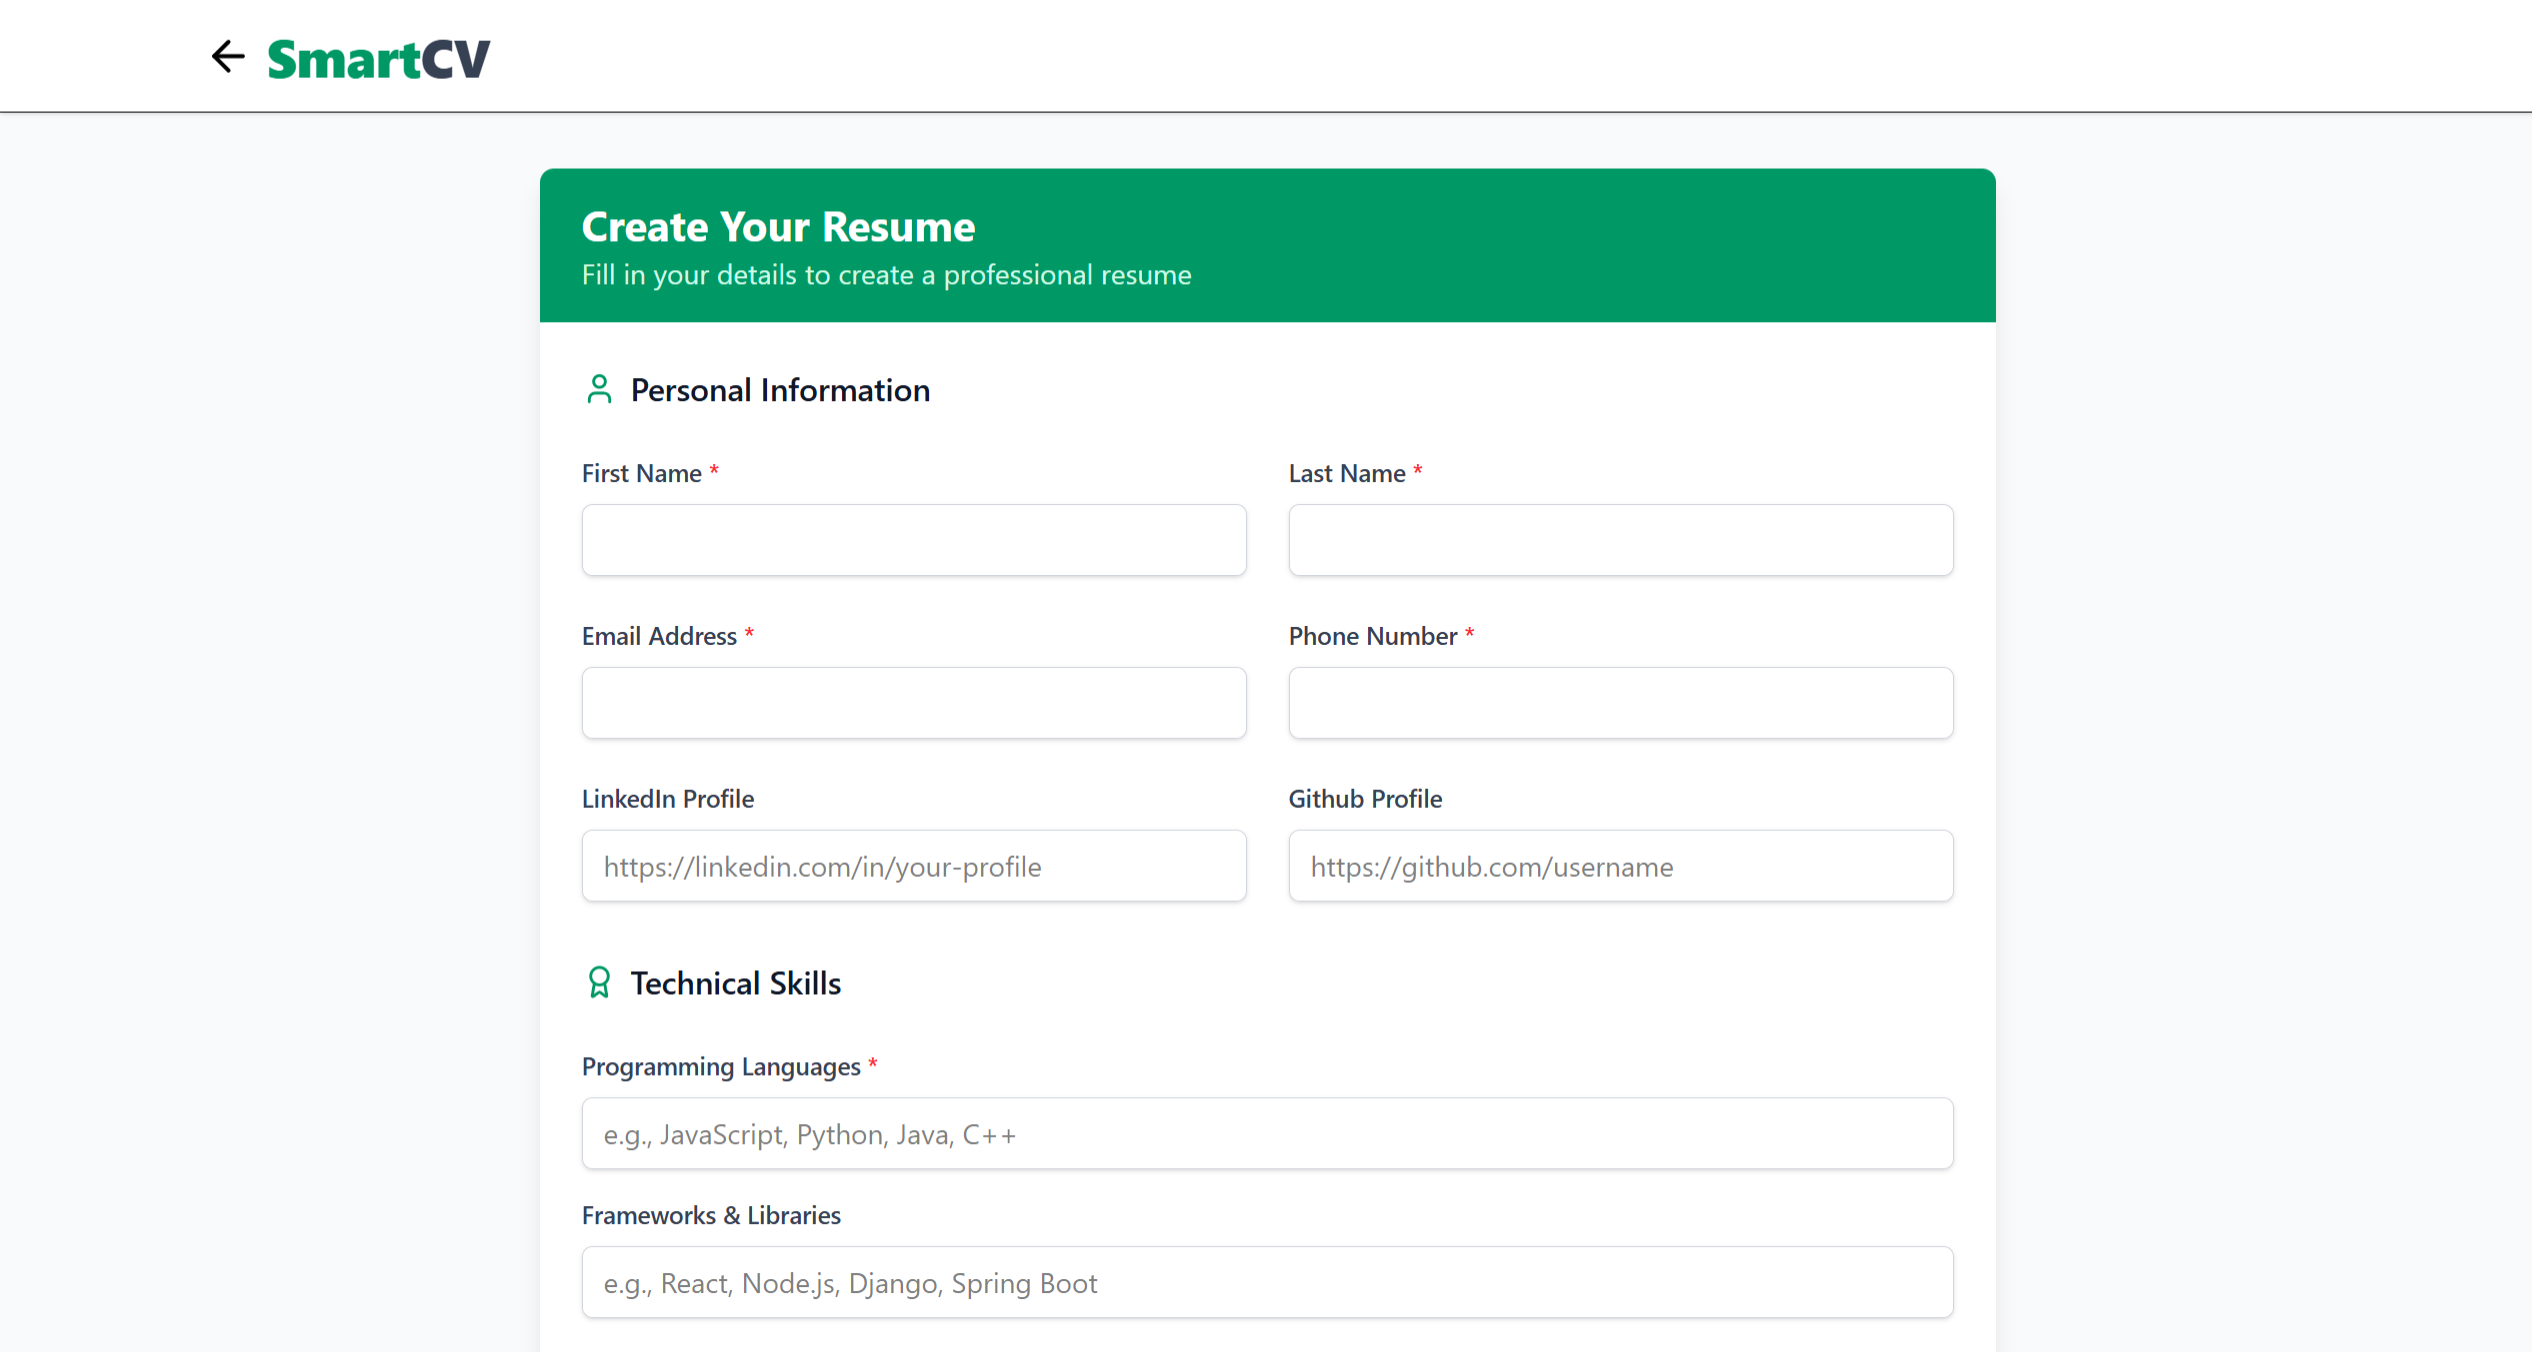 SmartCV
Create Your Resume
Fill in your details to create a professional resume
Personal Information
First Name *
Last Name *
Email Address *
Phone Number *
LinkedIn Profile
Github Profile
https://linkedin.com/in/your-profile
https://github.com/username
Technical Skills
Programming Languages *
e.g., JavaScript, Python, Java, C++
Frameworks & Libraries
e.g., React, Node.js, Django, Spring Boot